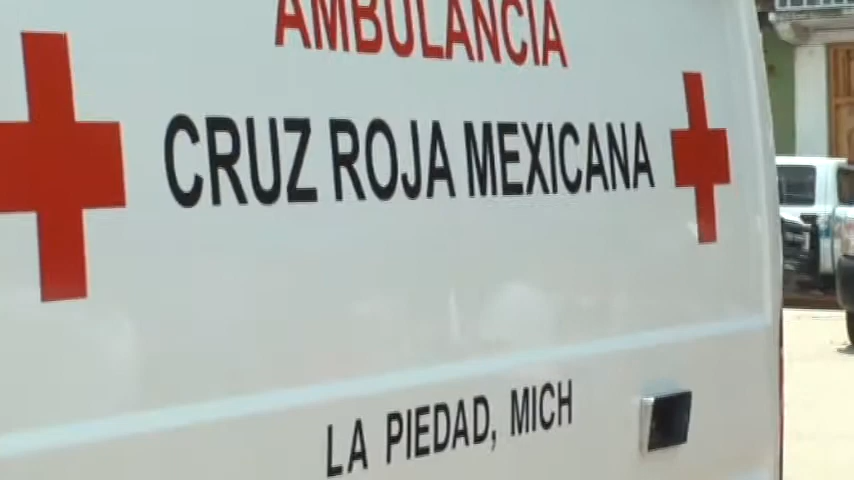 AMBULANCIA
CRUZ ROJA MEXICANA
LA PIEDAD, MICH